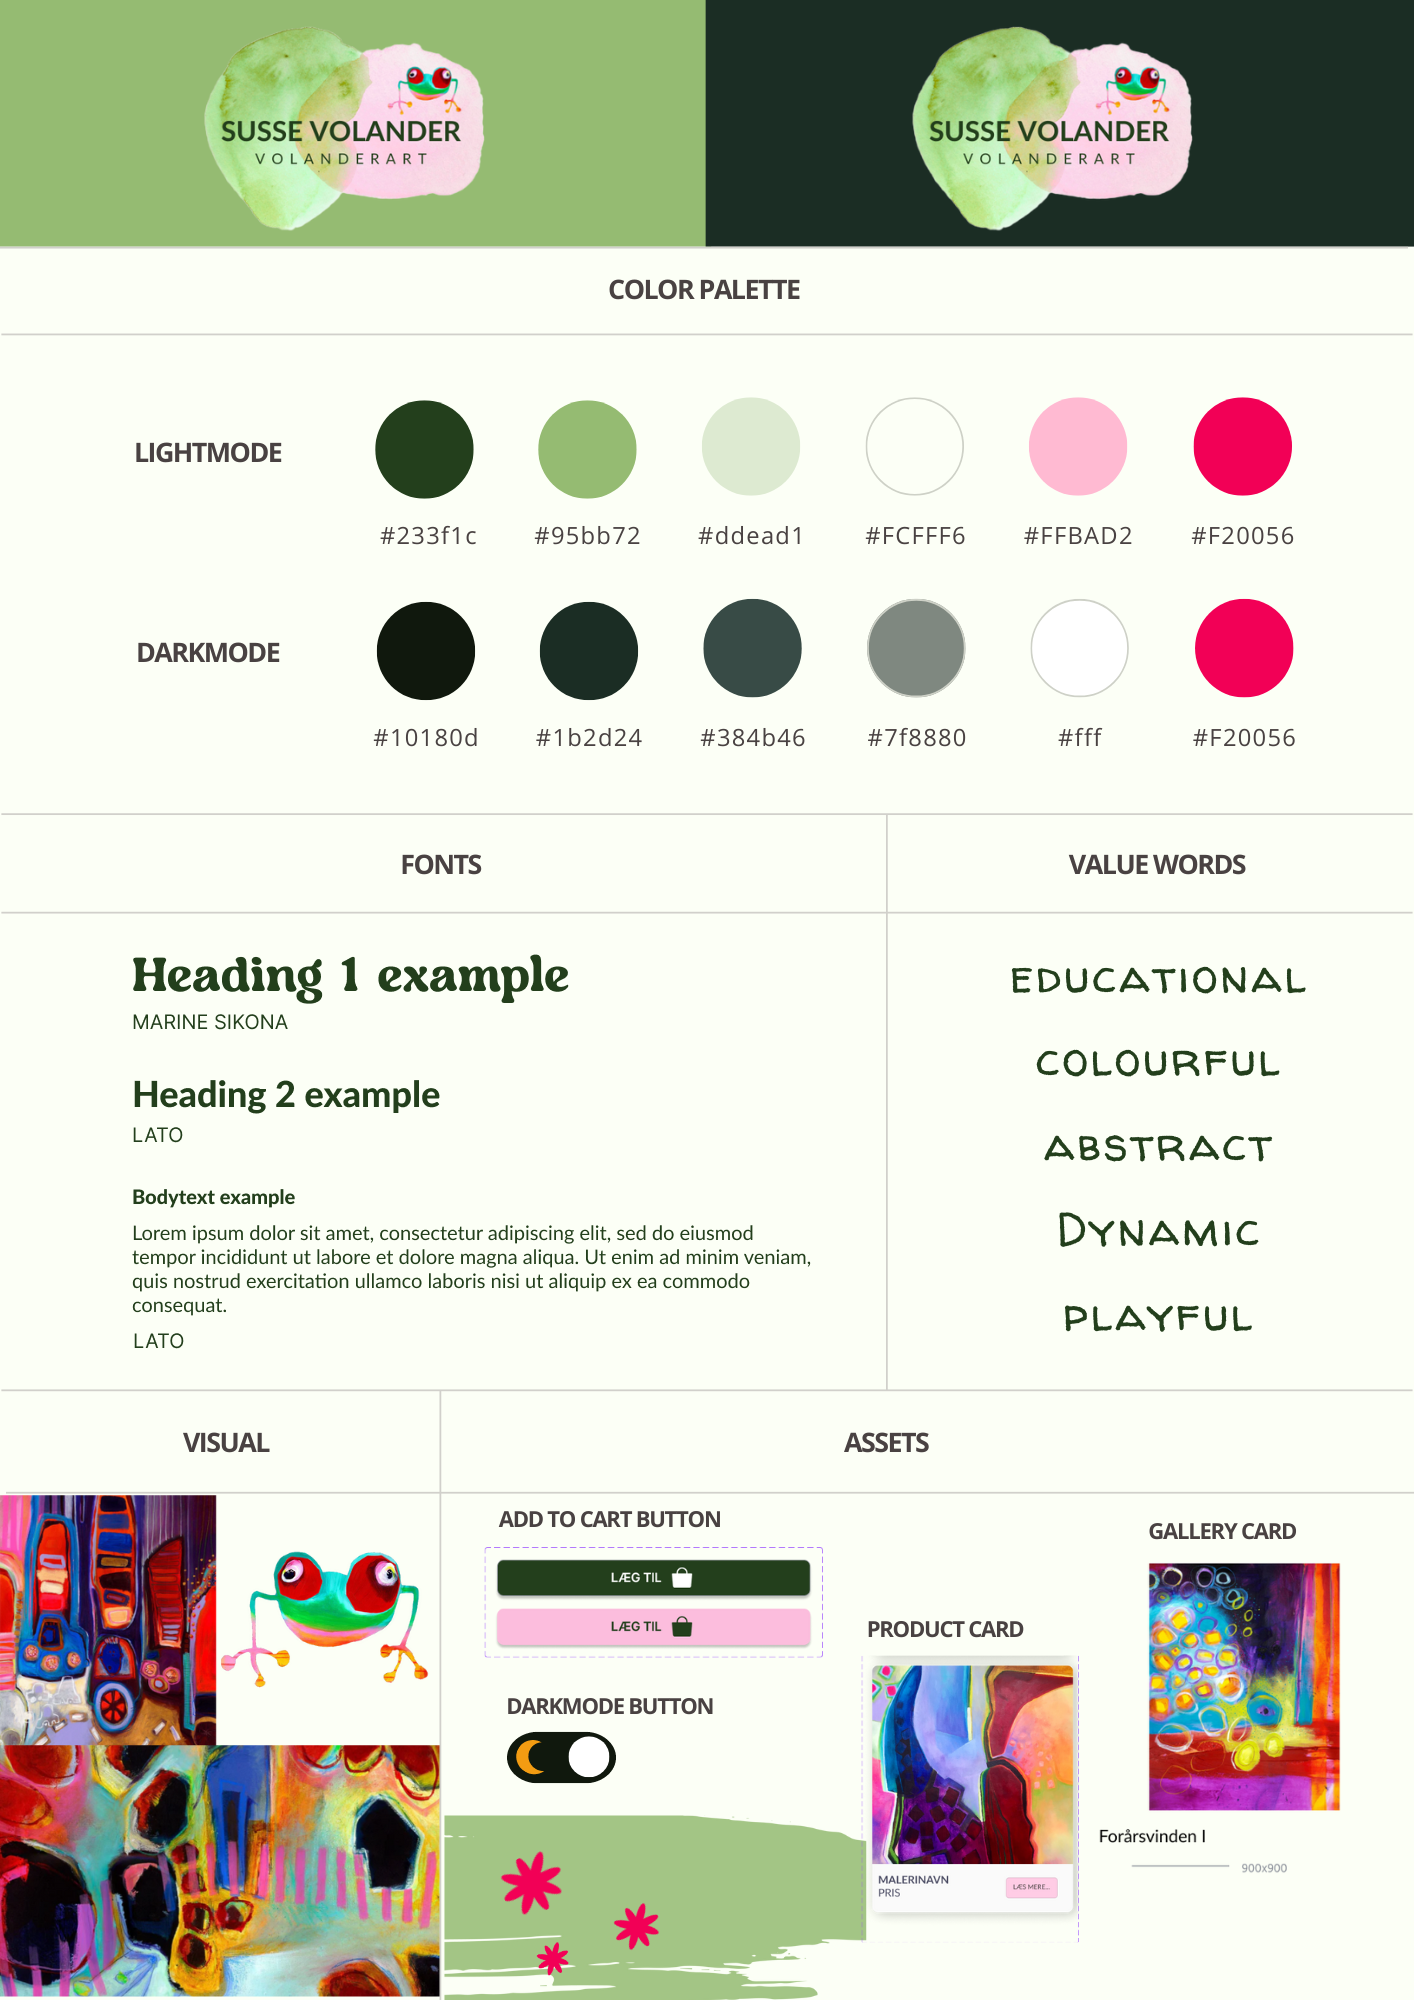 SUSSE VOLANDER
VOLANDERART
SUSSE VOLANDER
VOLANDERART
COLOR PALETTE
LIGHTMODE
#233f1c #95bb72 #ddead1 #FCFFF6 #FFBAD2 #F20056
DARKMODE
#10180d #1b2d24 #384b46 #7f8880 #fff #F20056
FONTS
Heading 1 example
MARINE SIKONA
Heading 2 example
LATO
Bodytext example
Lorem ipsum dolor sit amet, consectetur adipiscing elit, sed do eiusmod
tempor incididunt ut labore et dolore magna aliqua. Ut enim ad minim veniam,
quis nostrud exercitation ullamco laboris nisi ut aliquip ex ea commodo
consequat.
LATO
VALUE WORDS
EDUCATIONAL
COLOURFUL
ABSTRACT
DYNAMIC
PLAYFUL
VISUAL
ASSETS
ADD TO CART BUTTON
LÆG TIL
LÆG TIL
DARKMODE BUTTON
PRODUCT CARD
MALERINAVN
PRIS
LÆS MERE...
GALLERY CARD
Forårsvinden I
900x900